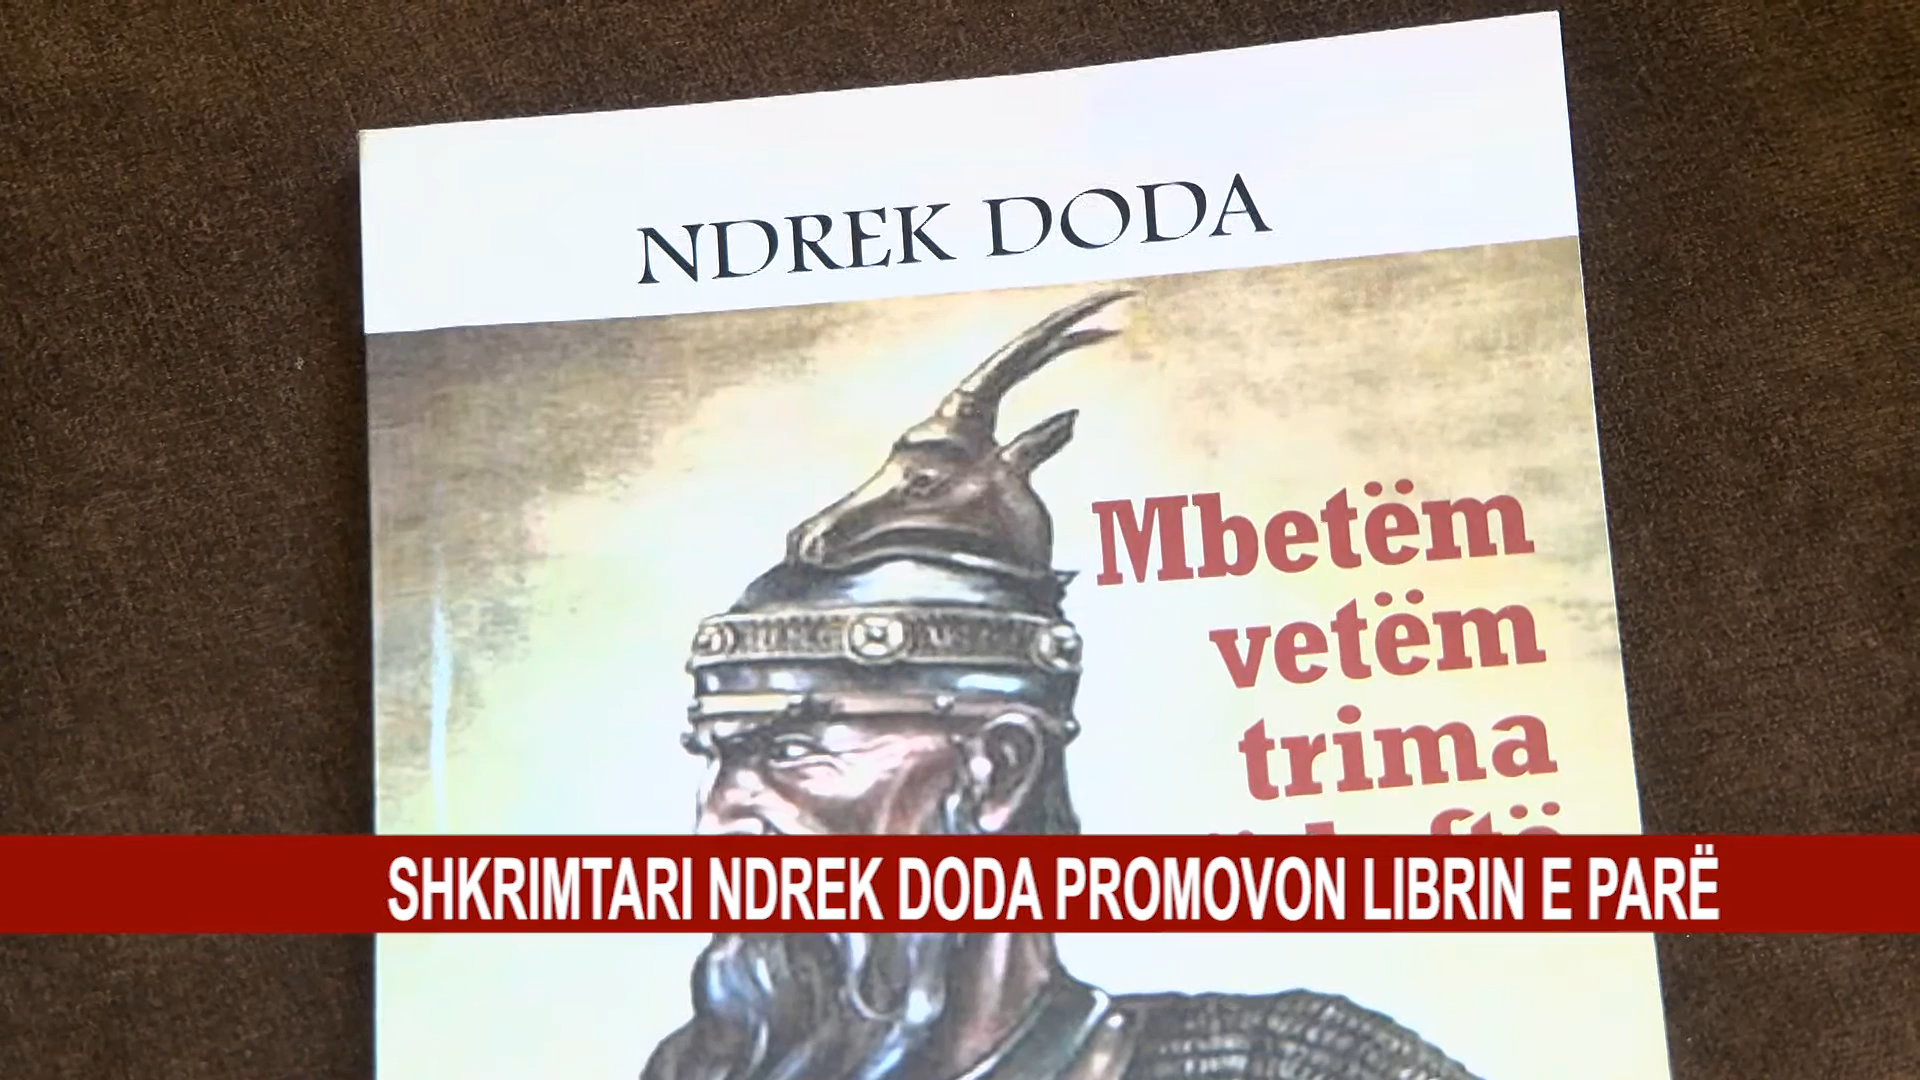 NDREK DODA
Mbetëm
vetëm
trima
SHKRIMTARI NDREK DODA PROMOVON LIBRIN E PARË